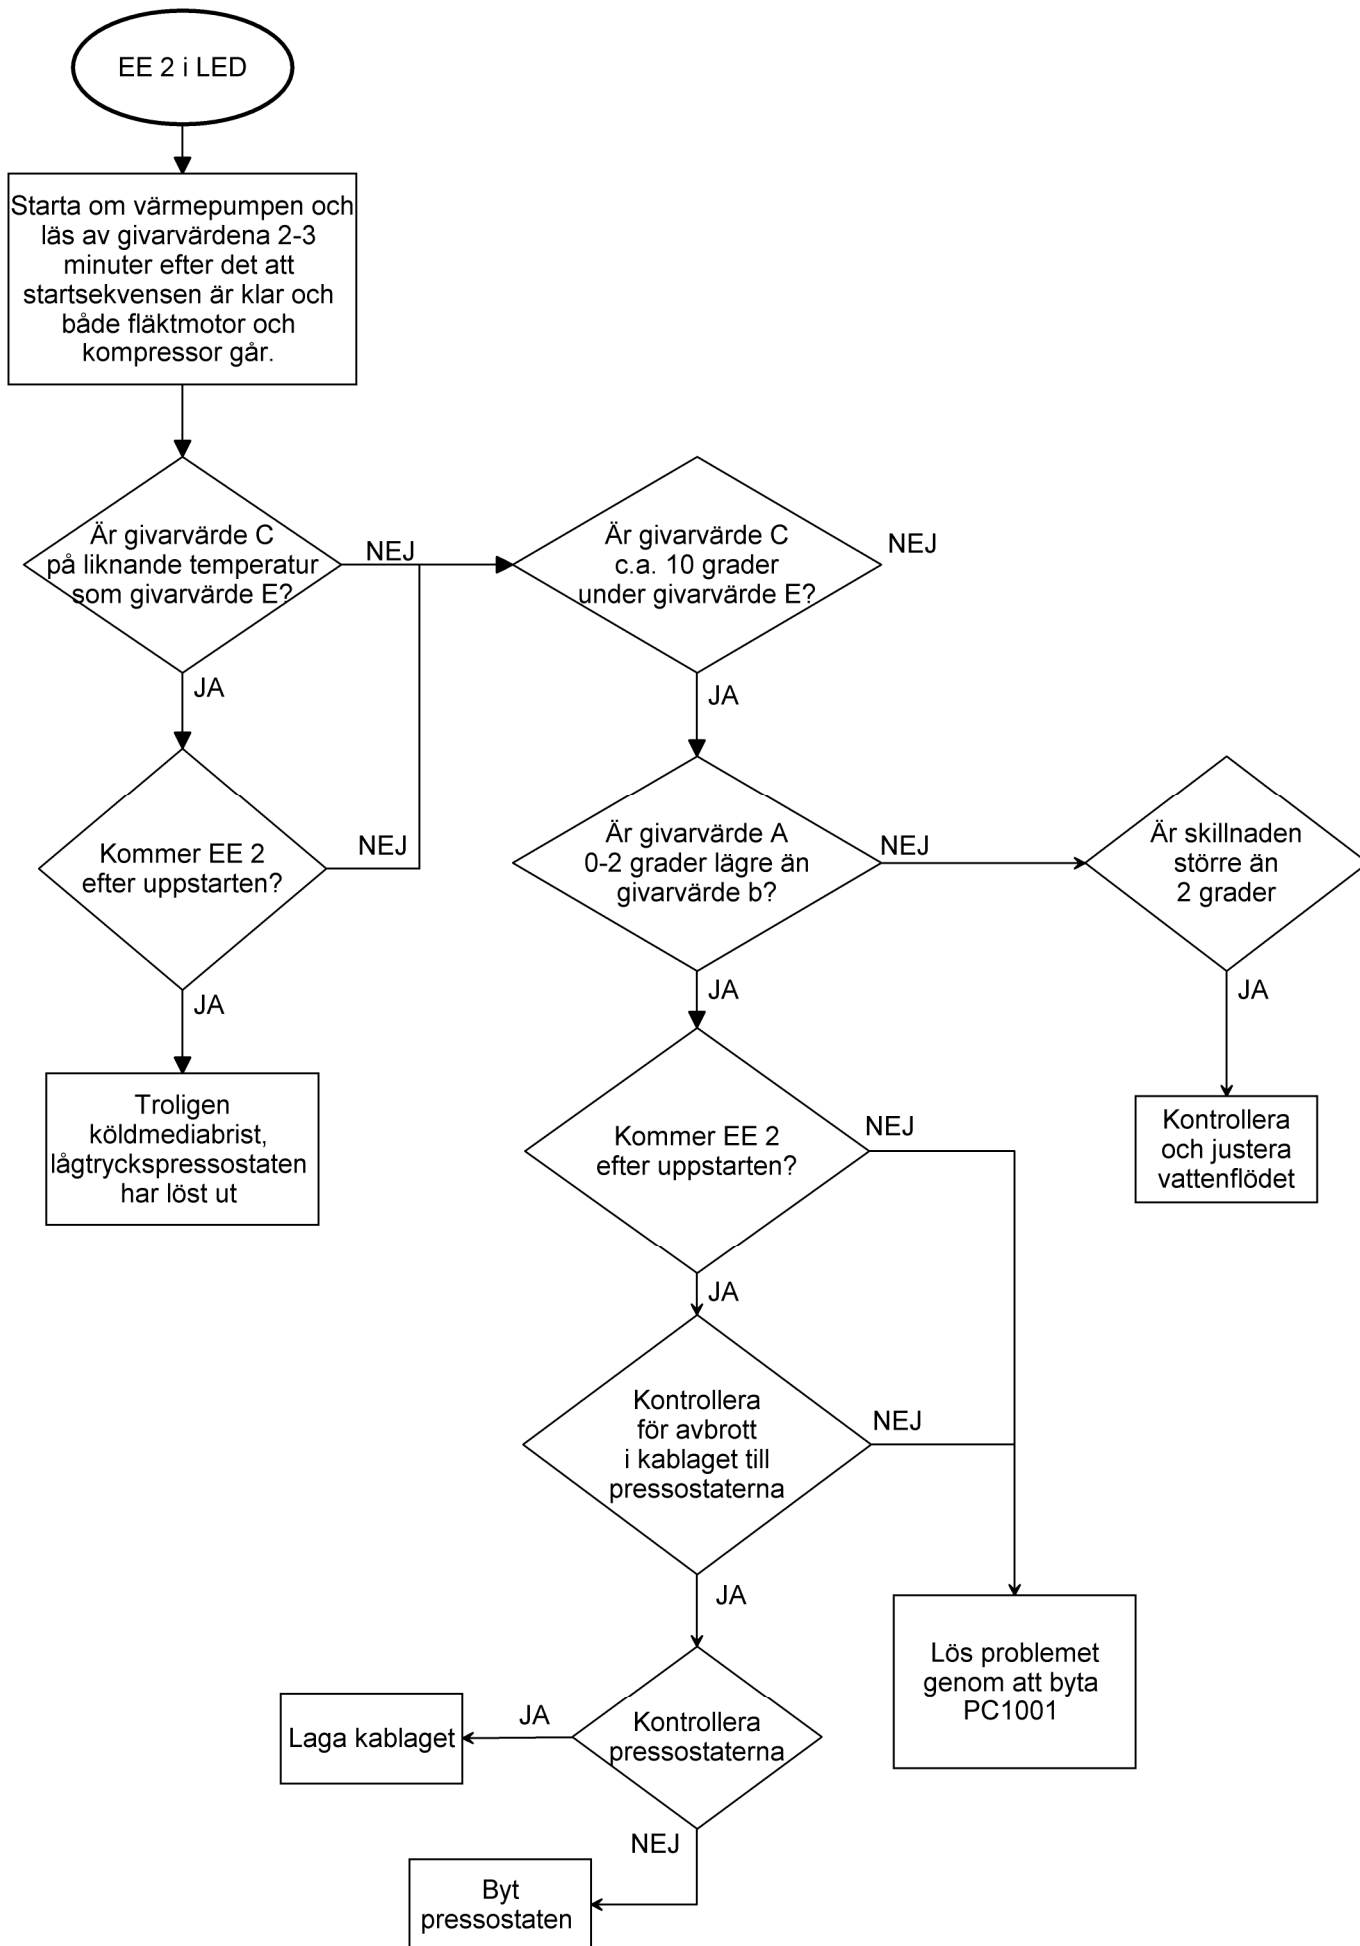 EE 2 i LED
Starta om värmepumpen och
läs av givarvärdena 2-3
minuter efter det att
startsekvensen är klar och
både fläktmotor och
kompressor går.
Är givarvärde C
på liknande temperatur
som givarvärde E?
NEJ
JA
Är givarvärde C
c.a. 10 grader
under givarvärde E?
NEJ
JA
Kommer EE 2
efter uppstarten?
NEJ
JA
Troligen
köldmediabrist,
lågtryckspressostaten
har löst ut
Är givarvärde A
0-2 grader lägre än
givarvärde b?
NEJ
JA
Är skillnaden
större än
2 grader
JA
Kontrollera
och justera
vattenflödet
Kommer EE 2
efter uppstarten?
NEJ
JA
Kontrollera
för avbrott
i kablaget till
pressostaterna
NEJ
JA
Lös problemet
genom att byta
PC1001
Kontrollera
pressostaterna
JA
Laga kablaget
NEJ
Byt
pressostaten